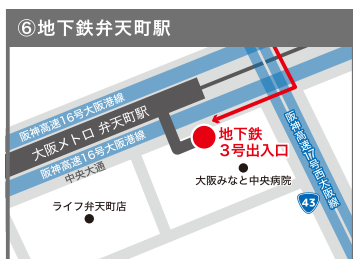 ⑥地下鉄弁天町駅
阪神高速16号大阪港線
大阪メトロ 弁天町駅
阪神高速16号大阪港線
中央大通
地下鉄
3号出入口
大阪みなと中央病院
阪神高速17号西大阪線
ライフ弁天町店
43